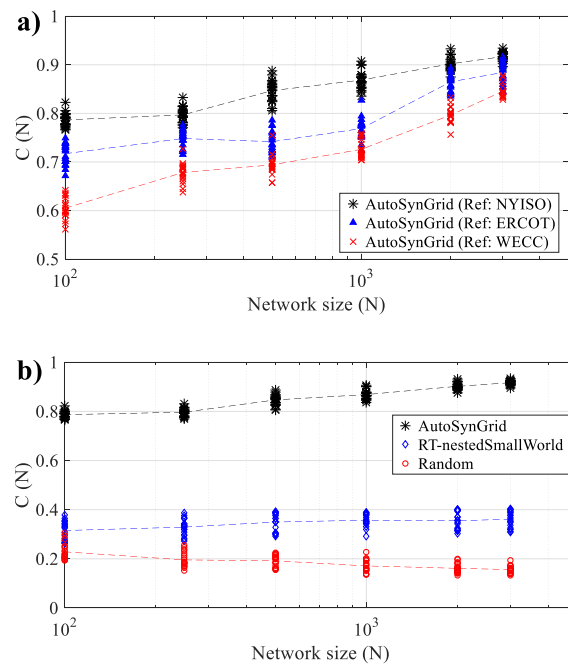 a)
1
0.9
0.8
0.7
0.6
0.5
C (N)
10^2
10^3
Network size (N)
AutoSynGrid (Ref: NYISO)
AutoSynGrid (Ref: ERCOT)
AutoSynGrid (Ref: WECC)
b)
1
0.8
0.6
0.4
0.2
0
C (N)
10^2
10^3
Network size (N)
AutoSynGrid
RT-nestedSmallWorld
Random